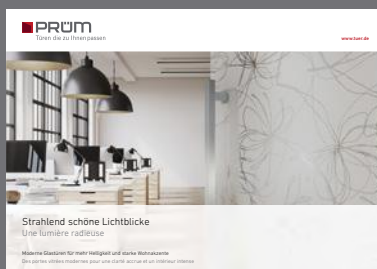 PRÜM
Türen die zu Ihnen passen
www.tuer.de
Strahlend schöne Lichtblicke
Une lumière radieuse
Moderne Glastüren für mehr Helligkeit und starke Wohnakzente
Des portes vitrées modernes pour une clarté accrue et un intérieur intense